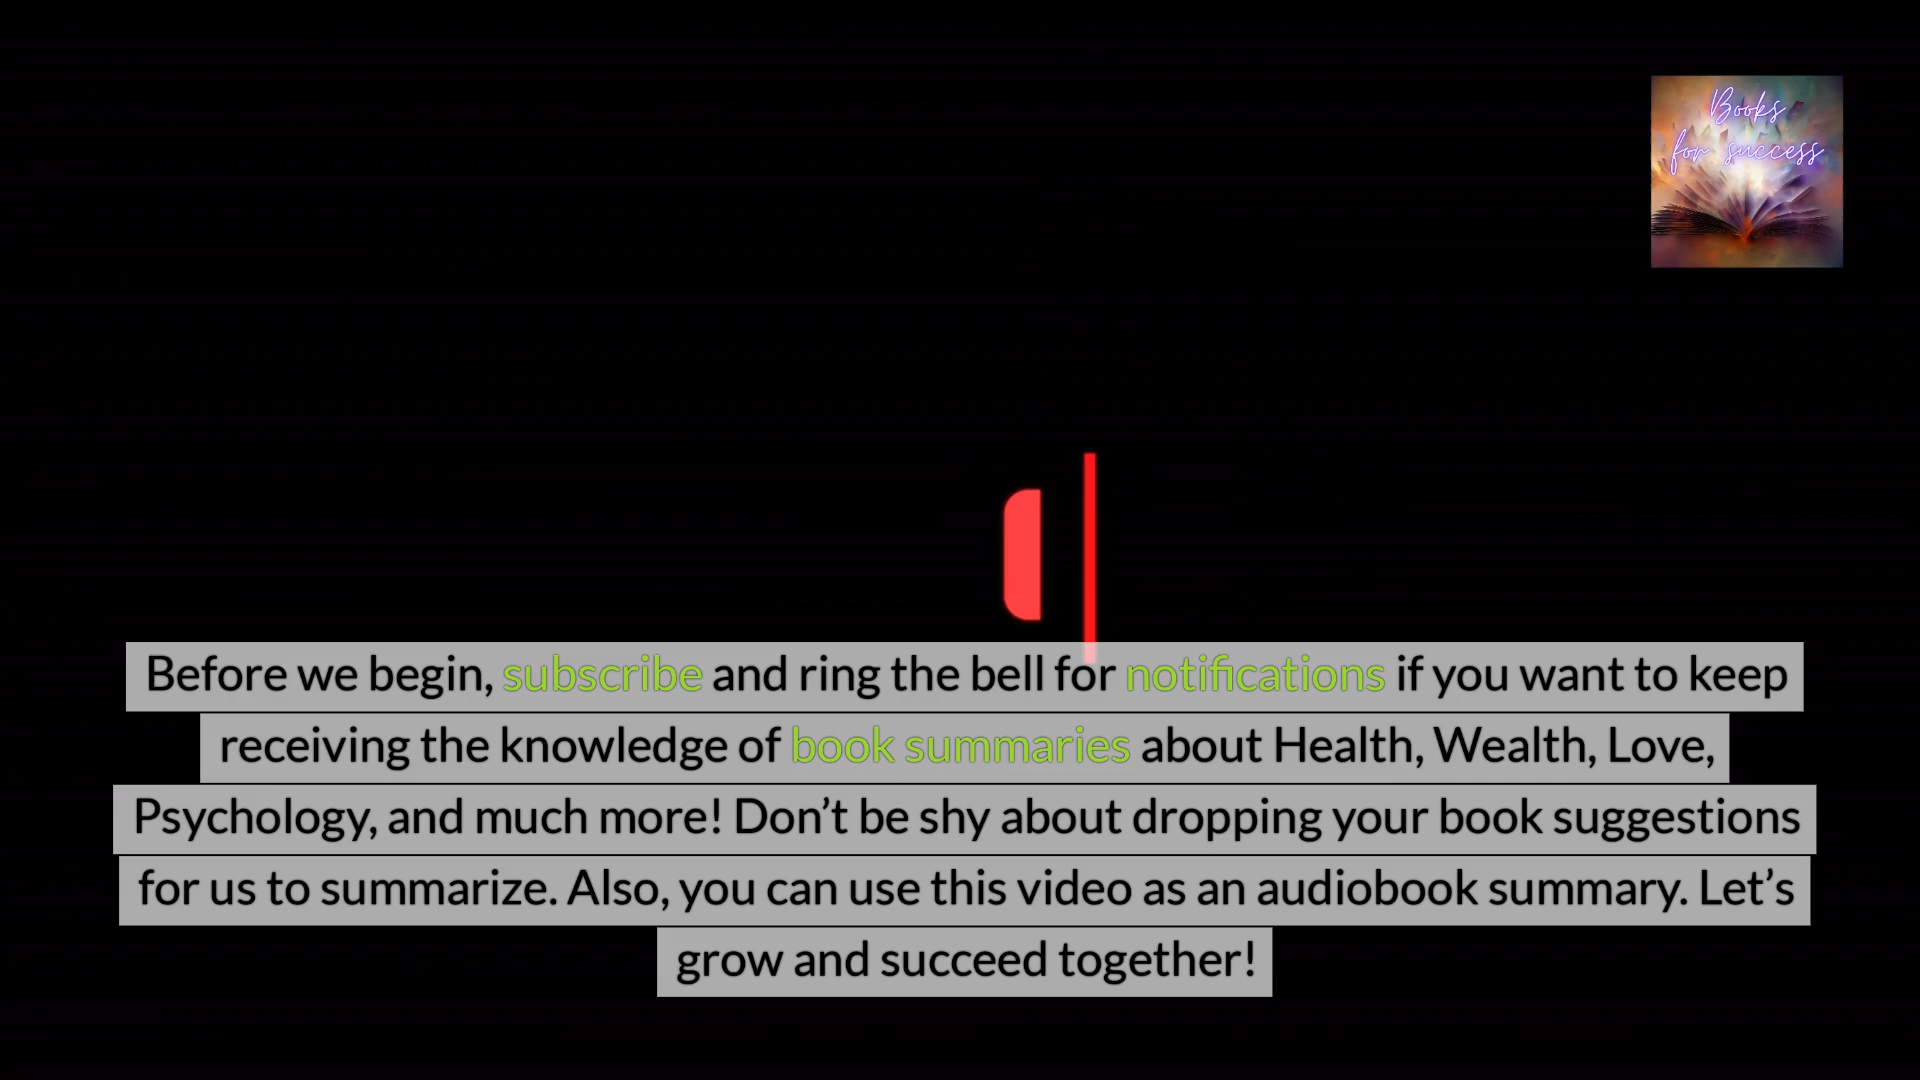 Books
for success
Before we begin, subscribe and ring the bell for notifications if you want to keep
receiving the knowledge of book summaries about Health, Wealth, Love,
Psychology, and much more! Don’t be shy about dropping your book suggestions
for us to summarize. Also, you can use this video as an audiobook summary. Let’s
grow and succeed together!